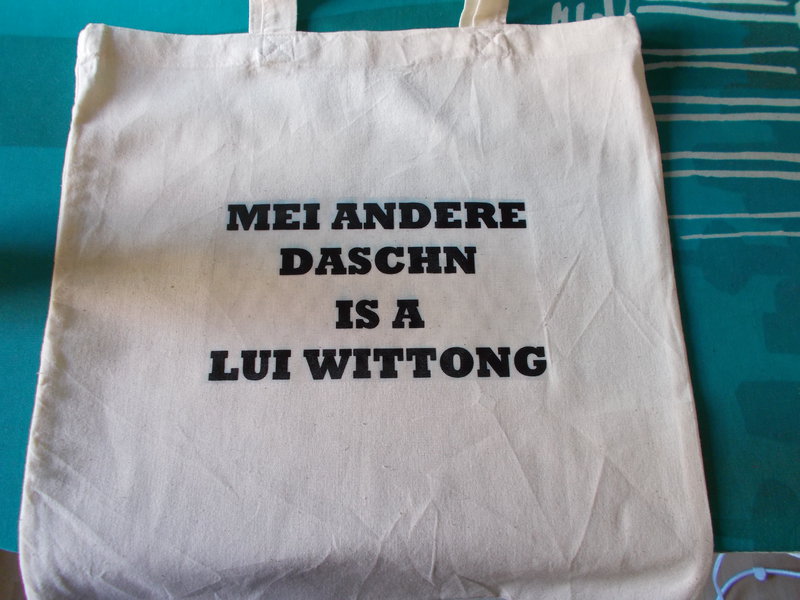 MEI ANDERE
DASCHN
IS A
LUI WITTONG